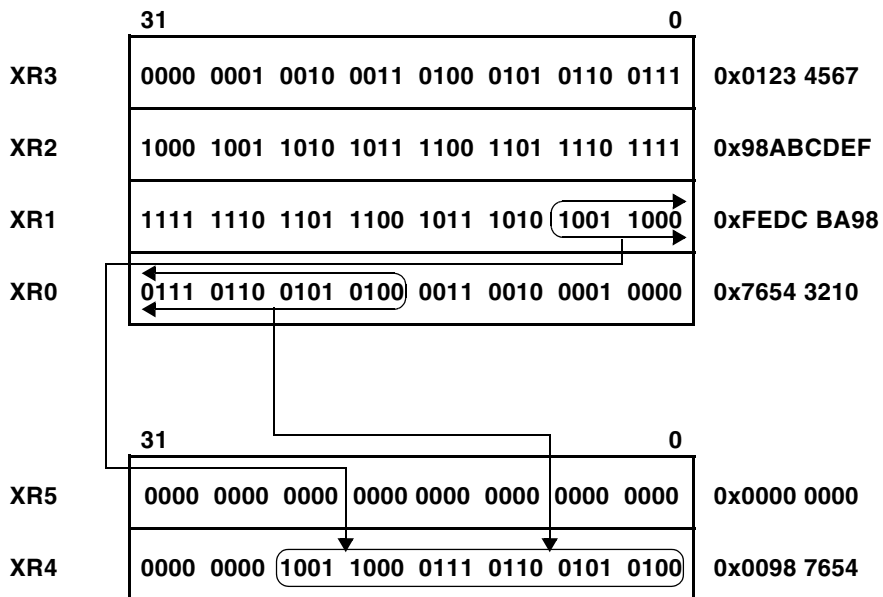 31 0
XR3 0000 0001 0010 0011 0100 0101 0110 0111 0x0123 4567
XR2 1000 1001 1010 1011 1100 1101 1110 1111 0x98ABCDEF
XR1 1111 1110 1101 1100 1011 1010 1001 1000 0xFEDC BA98
XR0 0111 0110 0101 0100 0011 0010 0001 0000 0x7654 3210
31 0
XR5 0000 0000 0000 0000 0000 0000 0000 0000 0x0000 0000
XR4 0000 0000 1001 1000 0111 0110 0101 0100 0x0098 7654